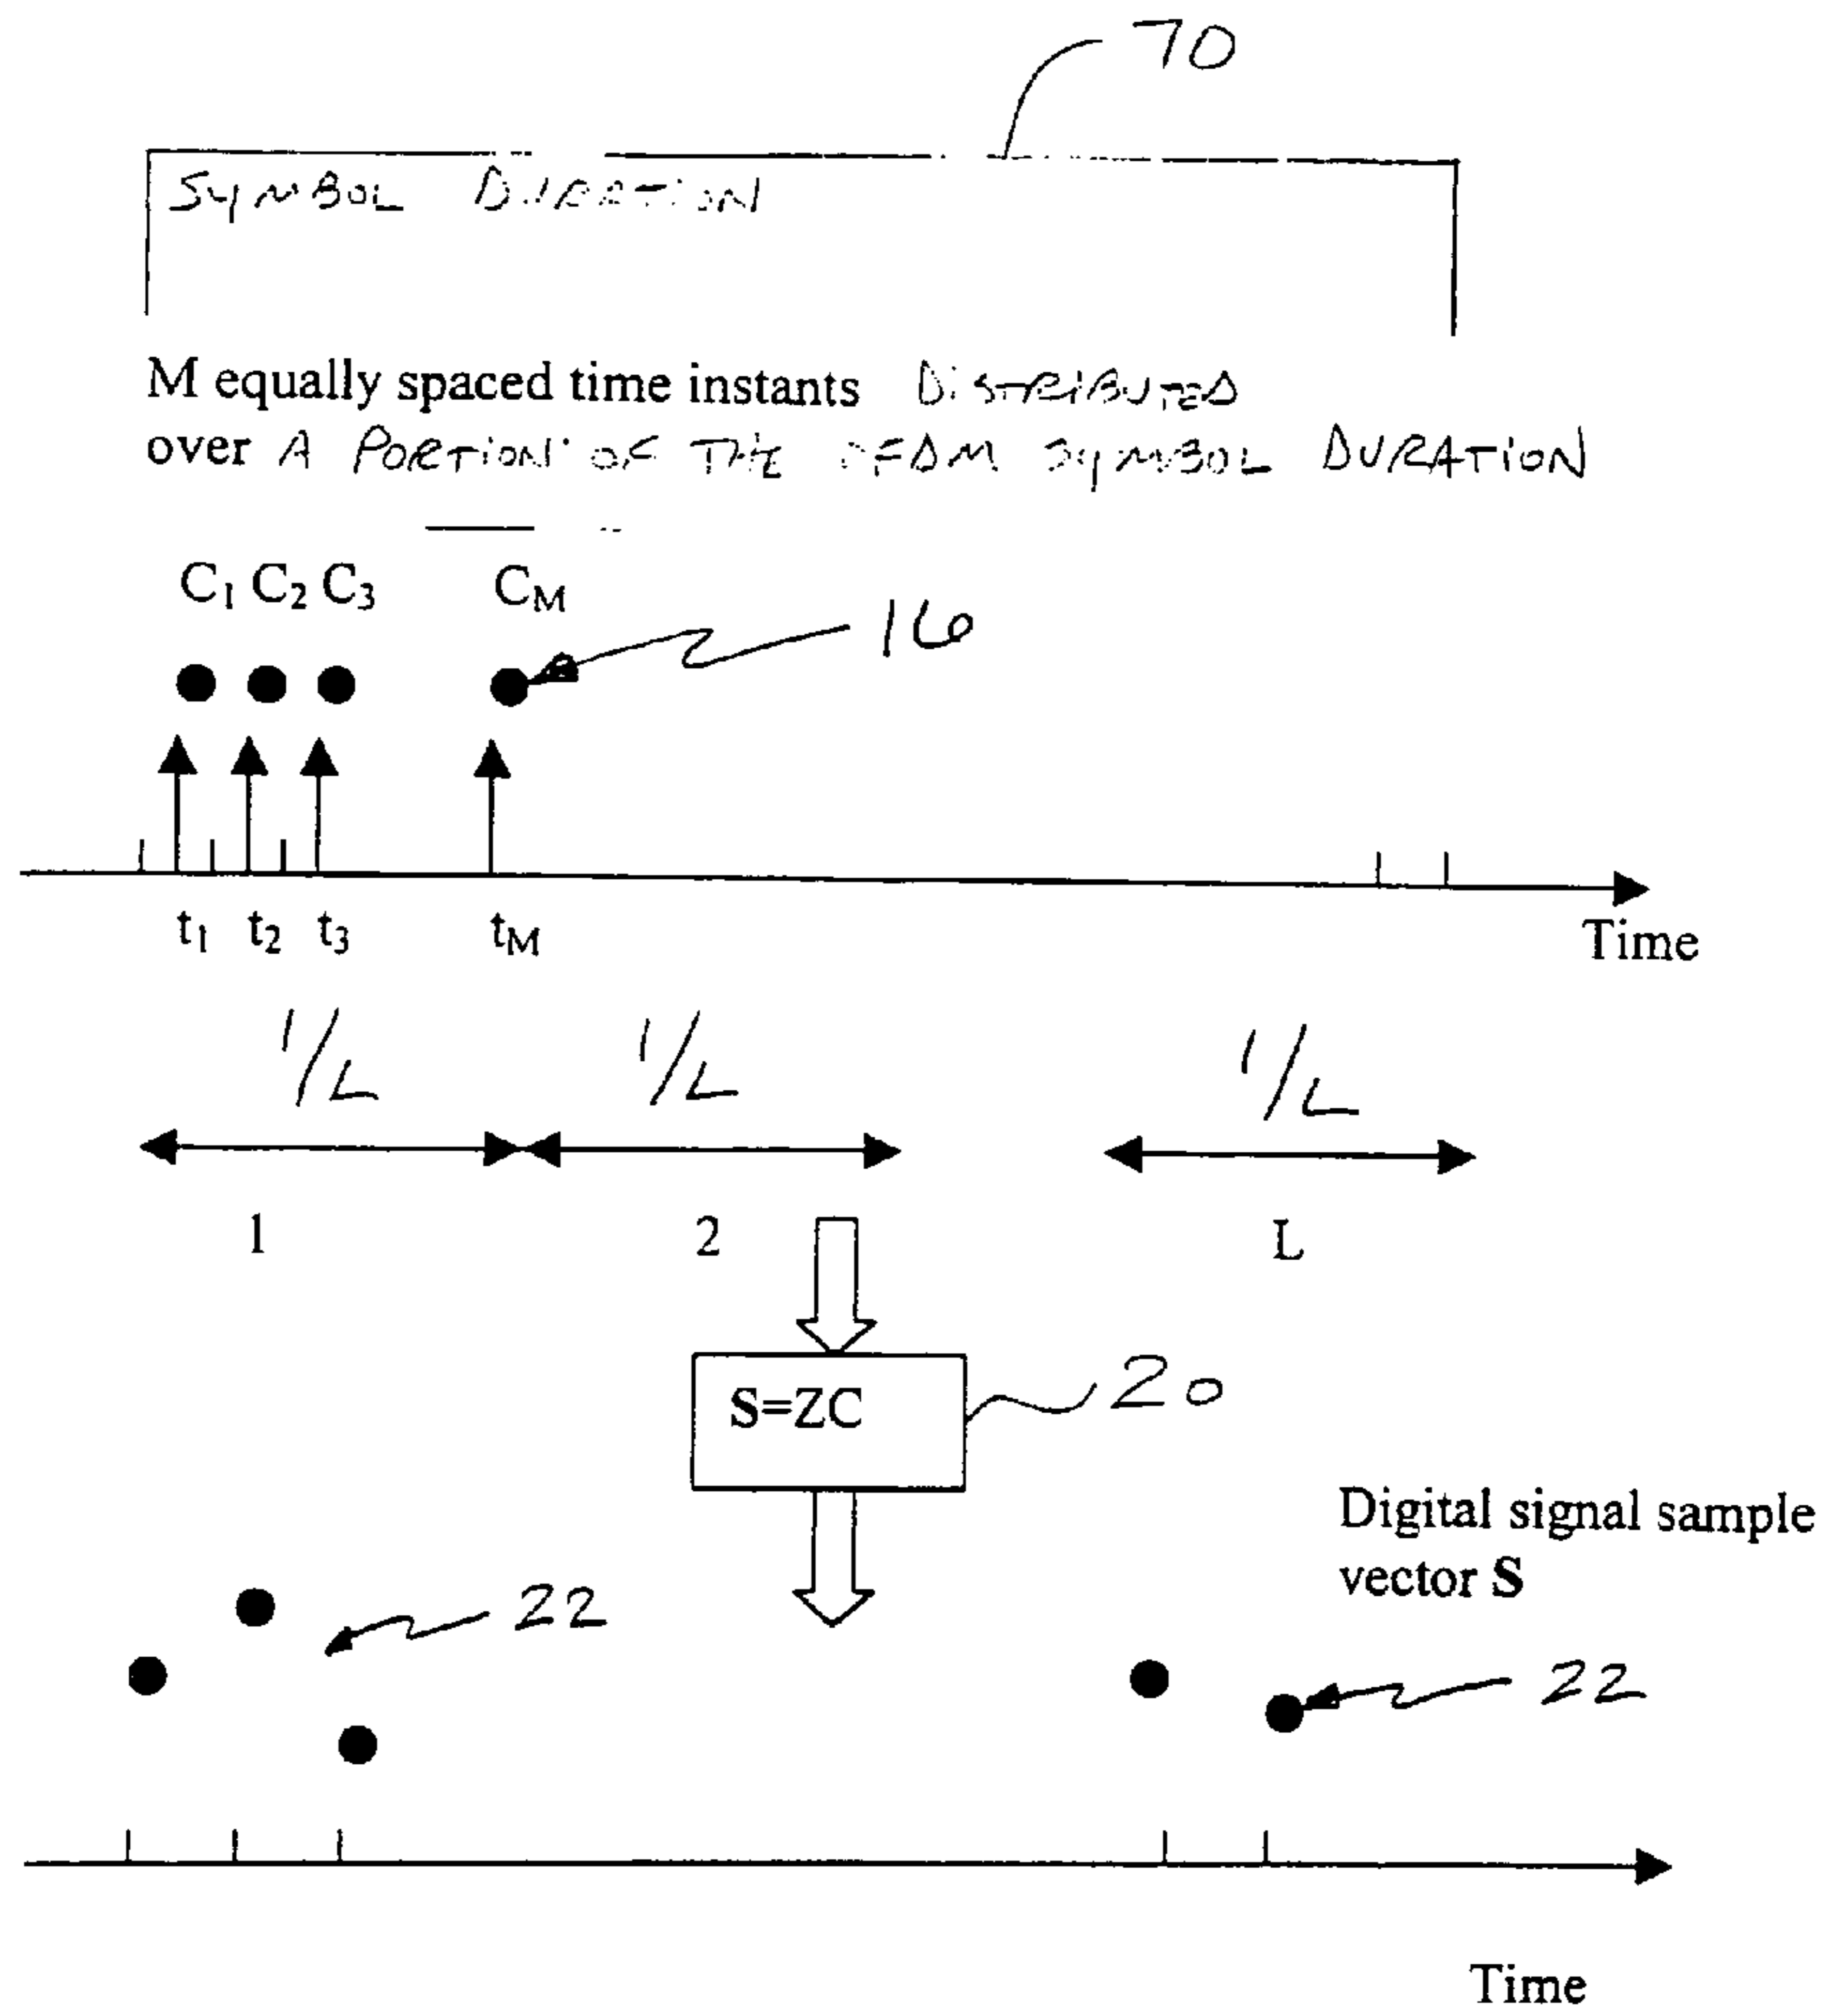 70
SYMBOL DURATION
M equally spaced time instants DISTRIBUTED
over A PORTION OF THE OFDM SYMBOL DURATION
C1 C2 C3 CM
16
t1 t2 t3 tM
Time
1/L 1/L 1/L
1 2 L
S=ZC
20
Digital signal sample
vector S
22
22
Time